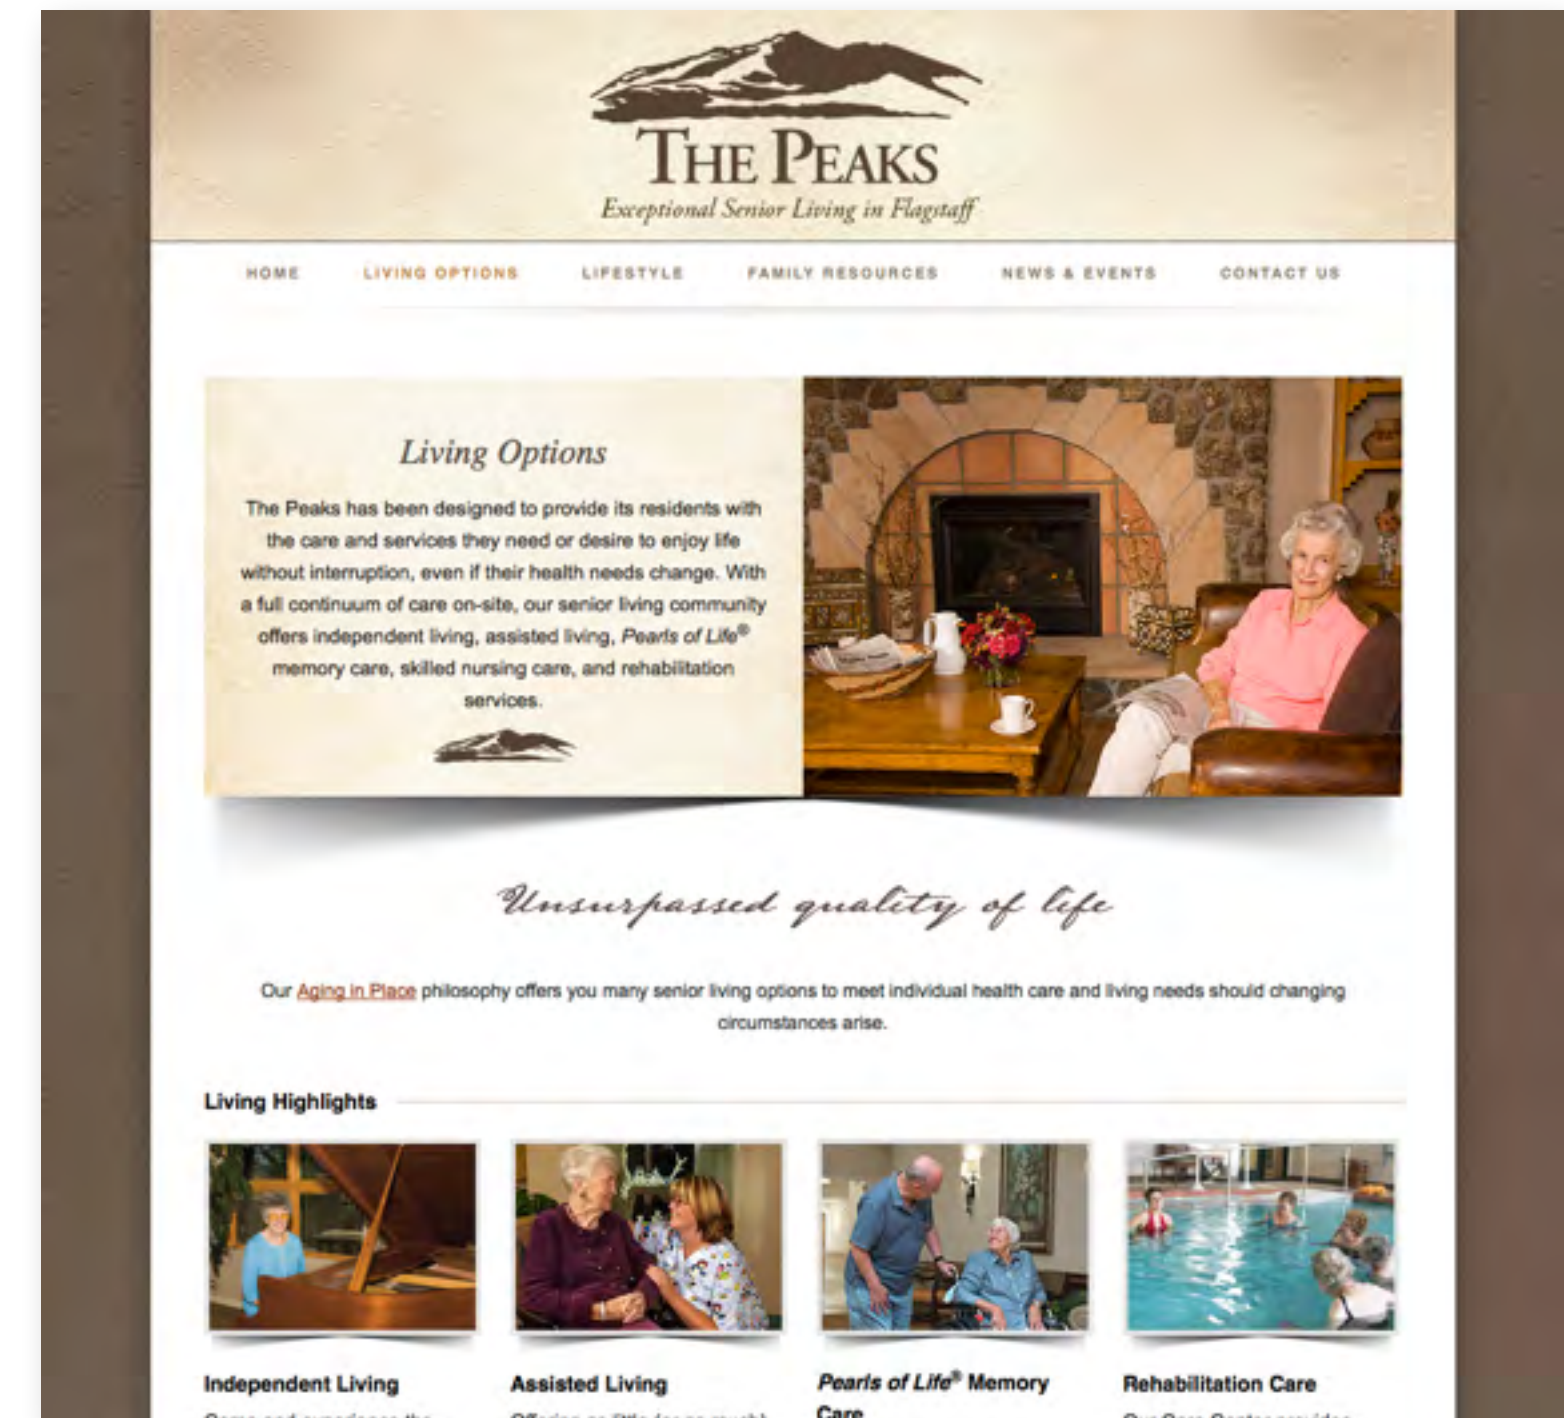 THE PEAKS
Exceptional Senior Living in Flagstaff
HOME LIVING OPTIONS LIFESTYLE FAMILY RESOURCES NEWS & EVENTS CONTACT US
Living Options
The Peaks has been designed to provide its residents with
the care and services they need or desire to enjoy life
without interruption, even if their health needs change. With
a full continuum of care on-site, our senior living community
offers independent living, assisted living, Pearls of Life®
memory care, skilled nursing care, and rehabilitation
services.
Unsurpassed quality of life
Our Aging in Place philosophy offers you many senior living options to meet individual health care and living needs should changing
circumstances arise.
Living Highlights
Independent Living
Assisted Living
Pearls of Life® Memory
Care
Rehabilitation Care